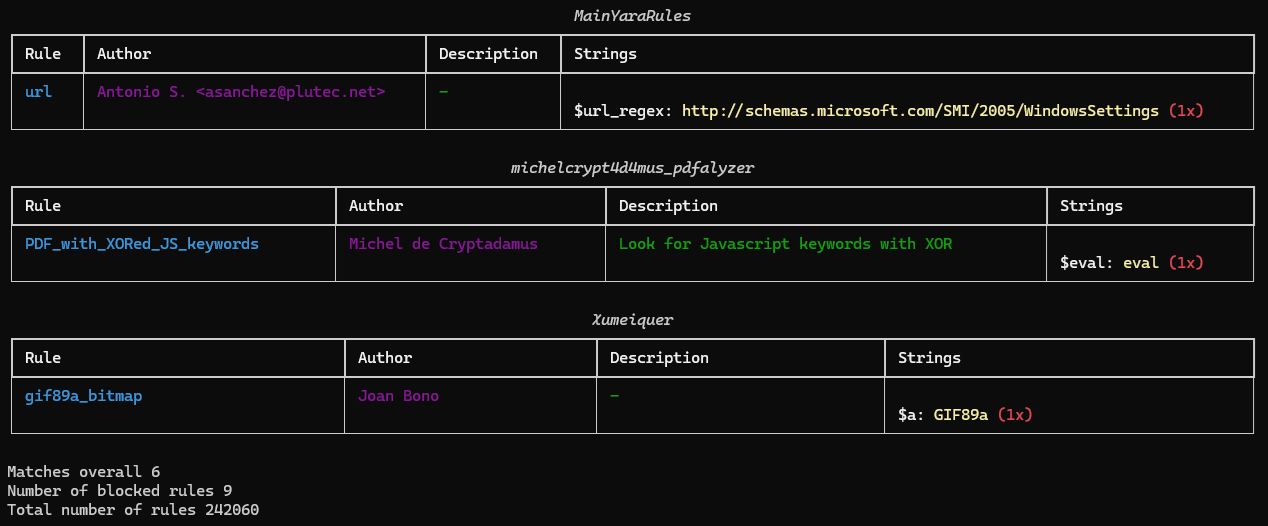 MainYaraRules
Rule Author Description Strings
url Antonio S. <asanchez@plutec.net> -
$url_regex: http://schemas.microsoft.com/SMI/2005/WindowsSettings (1x)
michelcrypt4d4mus_pdfalyzer
Rule Author Description Strings
PDF_with_XORed_JS_keywords Michel de Cryptadamus Look for Javascript keywords with XOR
$eval: eval (1x)
Xumeiquer
Rule Author Description Strings
gif89a_bitmap Joan Bono -
$a: GIF89a (1x)
Matches overall 6
Number of blocked rules 9
Total number of rules 242060